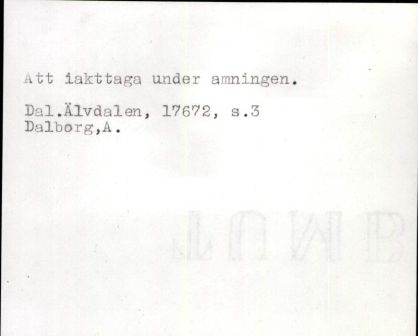 Att iakttaga under amningen.
Dal.Älvdalen, 17672, s.3
Dalborg,A.